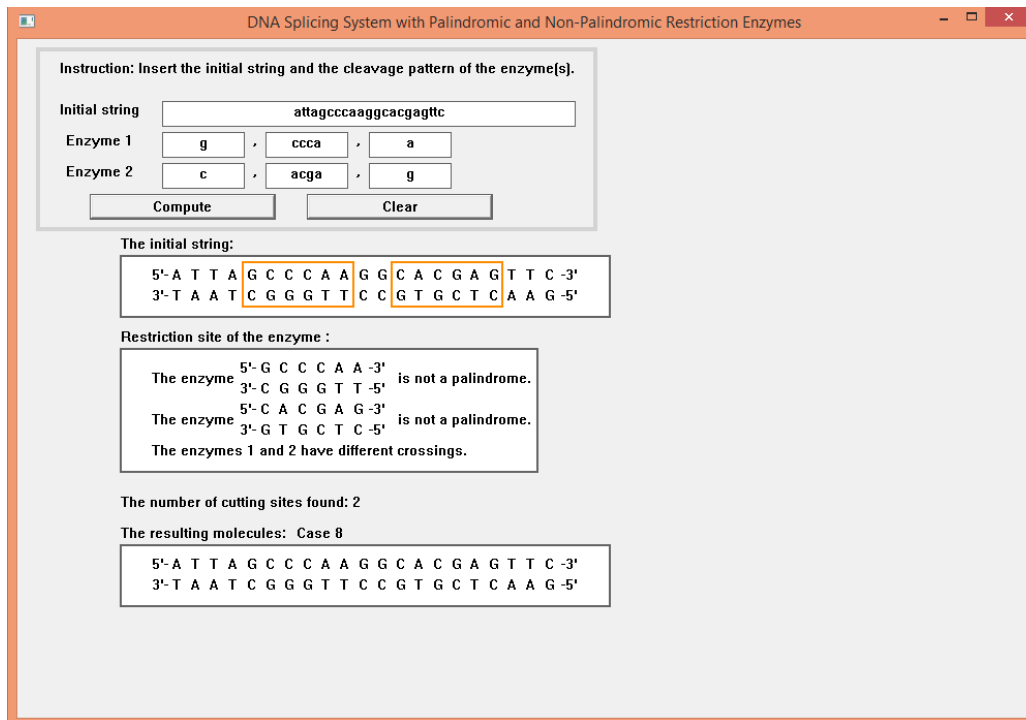 DNA Splicing System with Palindromic and Non-Palindromic Restriction Enzymes
Instruction: Insert the initial string and the cleavage pattern of the enzyme(s).
Initial string attagcccaaggcacgagttc
Enzyme 1 g , ccca , a
Enzyme 2 c , acga , g
Compute Clear
The initial string:
5'- A T T A G C C C A A G G C A C G A G T T C -3'
3'- T A A T C G G G T T C C G T G C T C A A G -5'
Restriction site of the enzyme :
5'- G C C C A A -3'
The enzyme is not a palindrome.
3'- C G G G T T -5'
5'- C A C G A G -3'
The enzyme is not a palindrome.
3'- G T G C T C -5'
The enzymes 1 and 2 have different crossings.
The number of cutting sites found: 2
The resulting molecules: Case 8
5'- A T T A G C C C A A G G C A C G A G T T C -3'
3'- T A A T C G G G T T C C G T G C T C A A G -5'